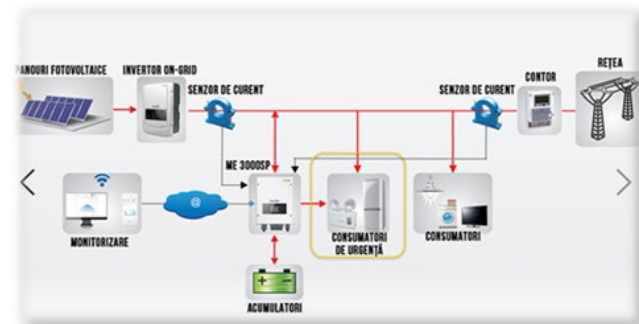 PANOURI FOTOVOLTAICE
INVERTOR ON-GRID
SENZOR DE CURENT
SENZOR DE CURENT
CONTOR
REȚEA
ME 3000SP
@
MONITORIZARE
CONSUMATORI
DE URGENȚĂ
CONSUMATORI
ACUMULATORI